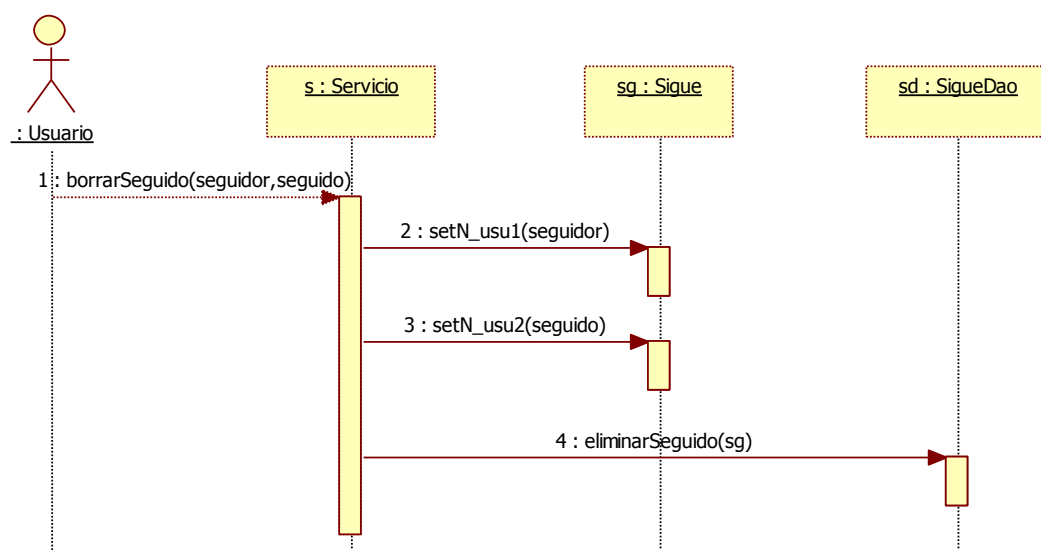 : Usuario
s : Servicio
sg : Sigue
sd : SigueDao
1 : borrarSeguido(seguidor,seguido)
2 : setN_usu1(seguidor)
3 : setN_usu2(seguido)
4 : eliminarSeguido(sg)